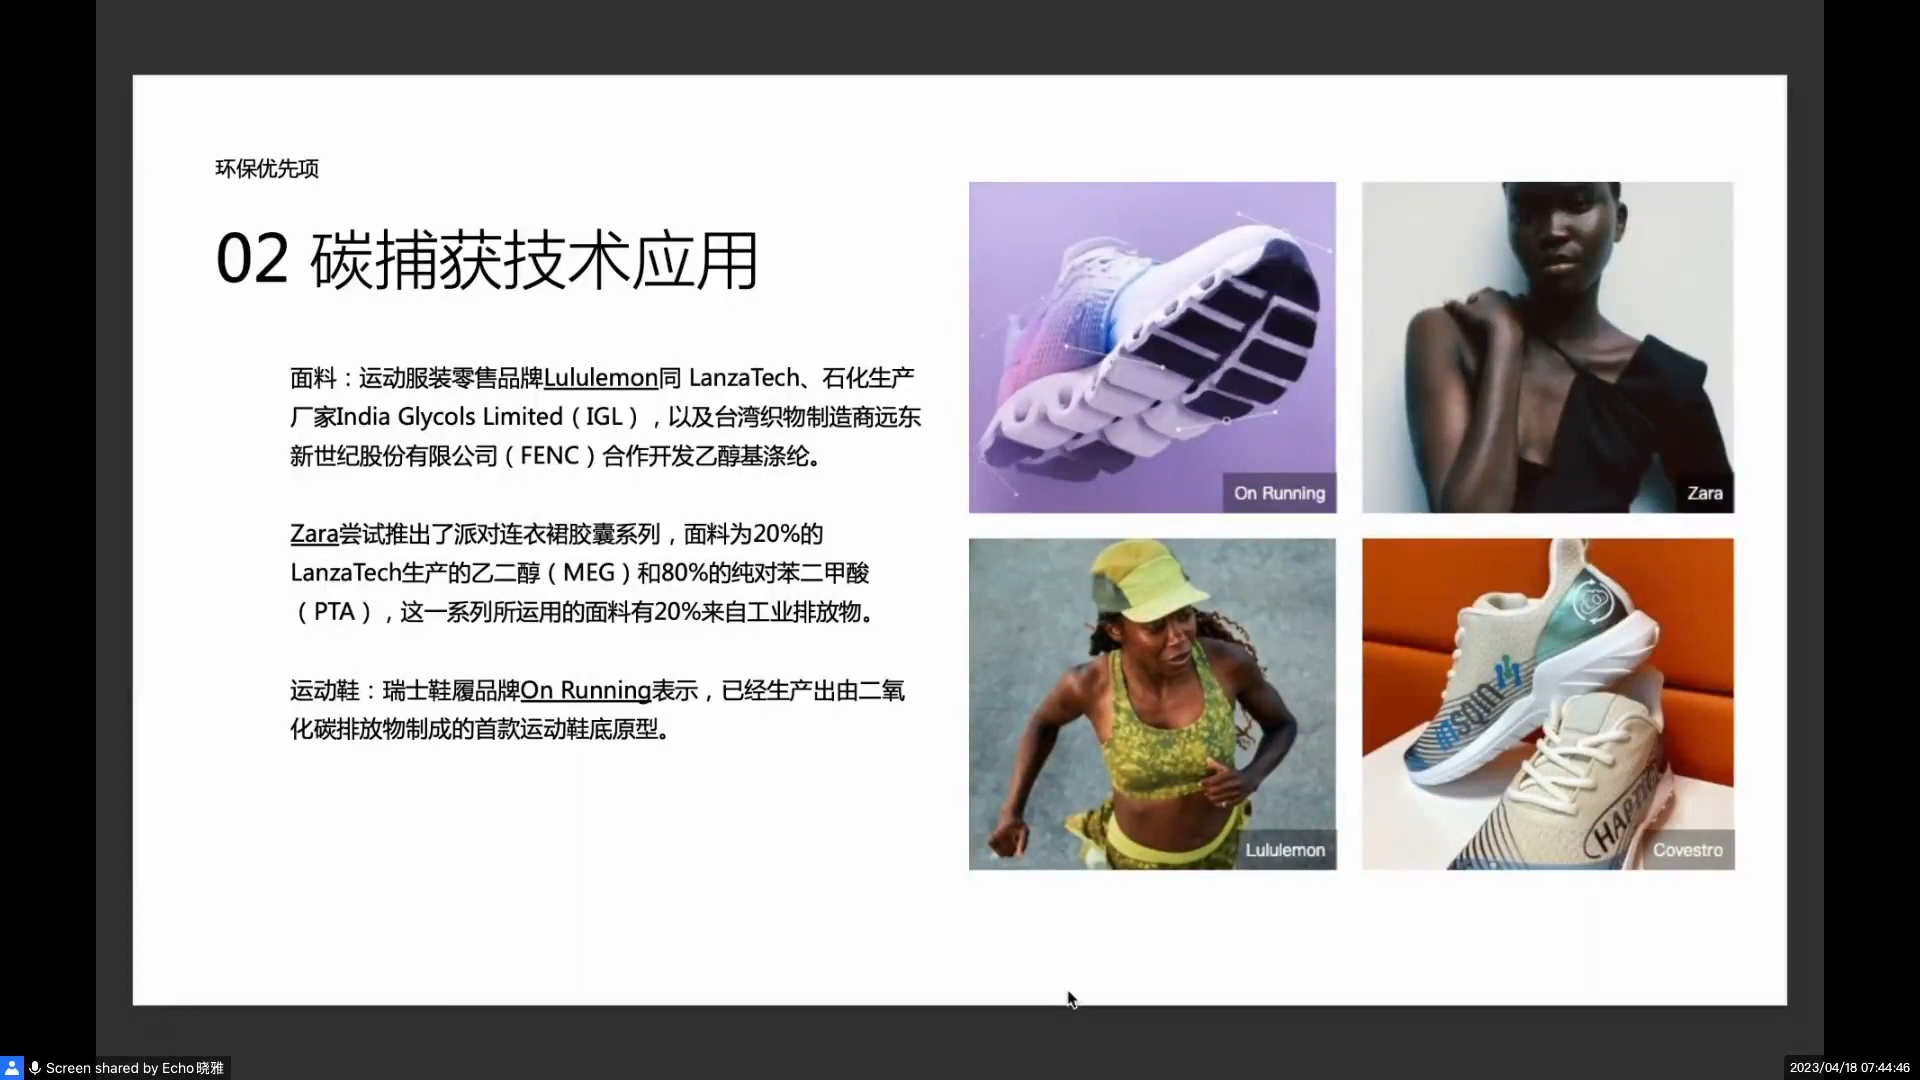 环保优先项
02 碳捕获技术应用
面料：运动服装零售品牌Lululemon同 LanzaTech、石化生产
厂家India Glycols Limited（IGL），以及台湾织物制造商远东
新世纪股份有限公司（FENC）合作开发乙醇基涤纶。
Zara尝试推出了派对连衣裙胶囊系列，面料为20%的
LanzaTech生产的乙二醇（MEG）和80%的纯对苯二甲酸
（PTA），这一系列所运用的面料有20%来自工业排放物。
运动鞋：瑞士鞋履品牌On Running表示，已经生产出由二氧
化碳排放物制成的首款运动鞋底原型。
On Running
Zara
Lululemon
Covestro
Screen shared by Echo晓雅
2023/04/18 07:44:46